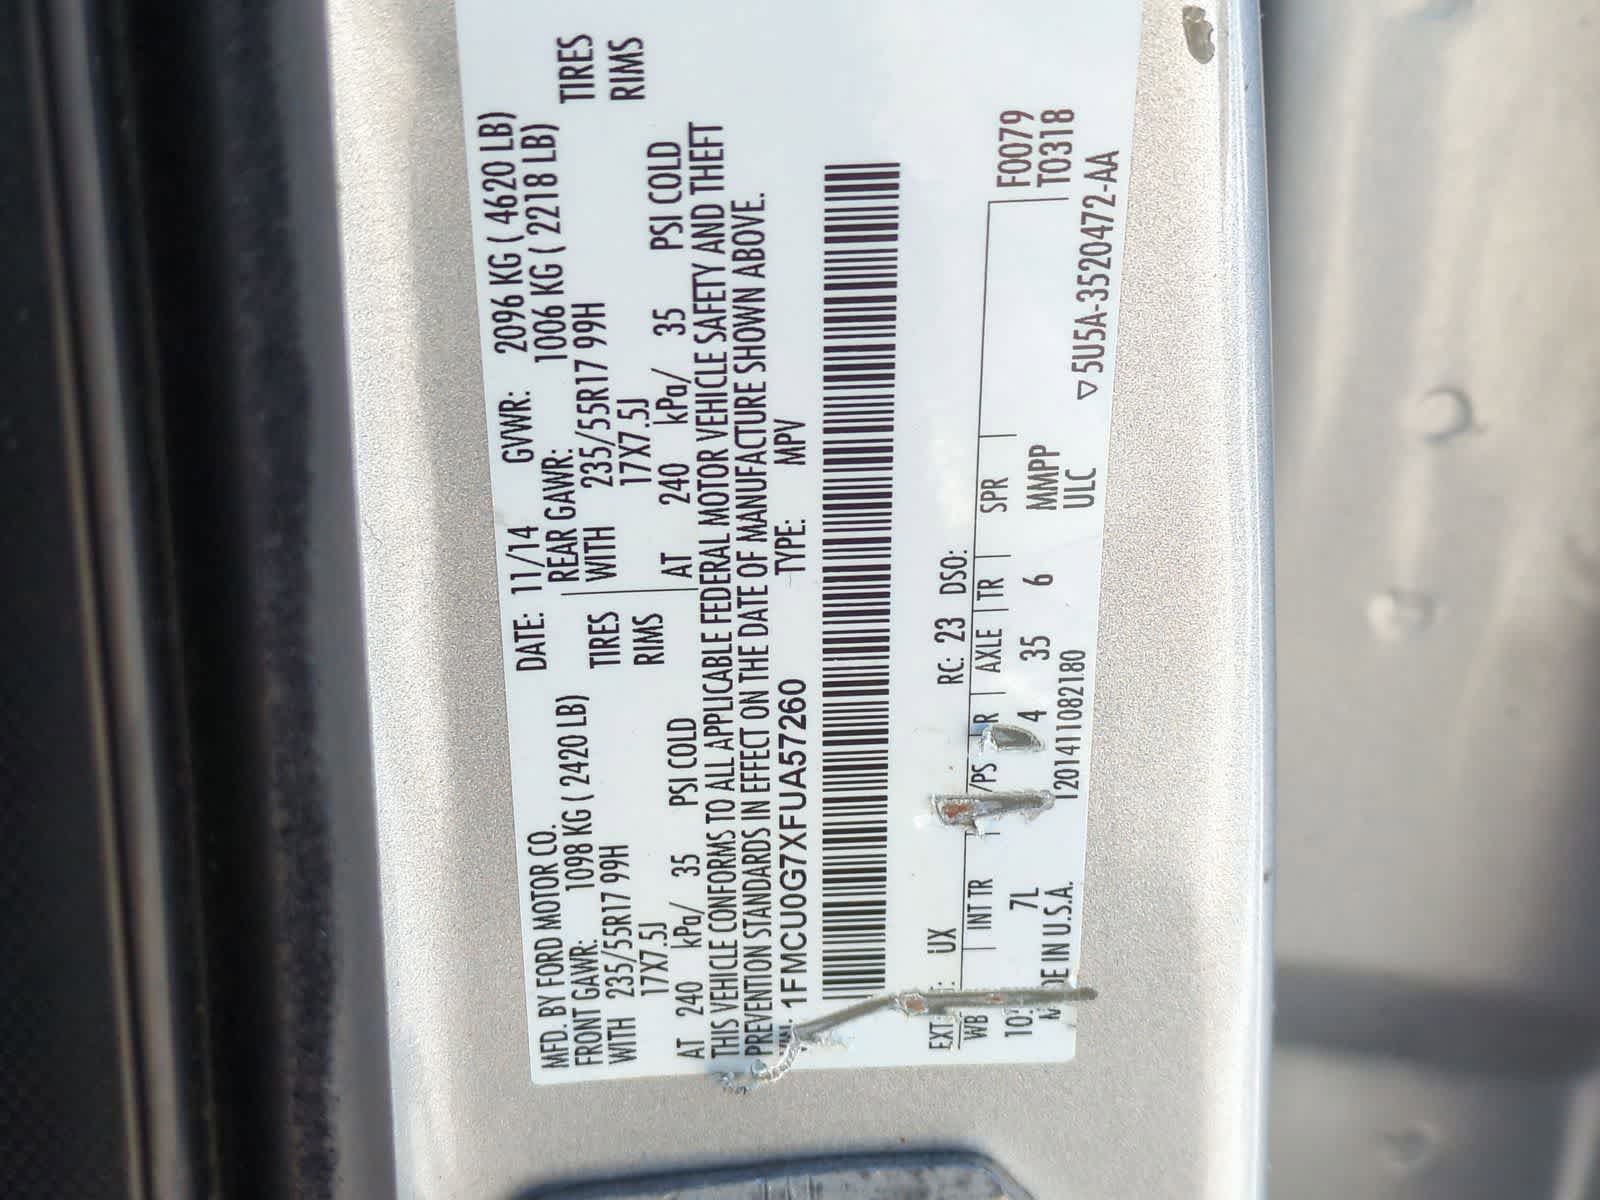 MFD. BY FORD MOTOR CO. DATE: 11/14 GVWR: 2096 KG ( 4620 LB)
FRONT GAWR: 1098 KG ( 2420 LB) REAR GAWR: 1006 KG ( 2218 LB)
WITH 235/55R17 99H TIRES WITH 235/55R17 99H TIRES
17X7.5J RIMS 17X7.5J RIMS
AT 240 kPa/ 35 PSI COLD AT 240 kPa/ 35 PSI COLD
THIS VEHICLE CONFORMS TO ALL APPLICABLE FEDERAL MOTOR VEHICLE SAFETY AND THEFT
PREVENTION STANDARDS IN EFFECT ON THE DATE OF MANUFACTURE SHOWN ABOVE.
1FMCU0G7XFUA57260 TYPE: MPV
UX RC: 23 DSO:
WB INT TR /PS R AXLE TR SPR F0079
7L 4 35 6 MMPP T0318
IN U.S.A. 1201411082180 ULC ▽5U5A-3520472-AA